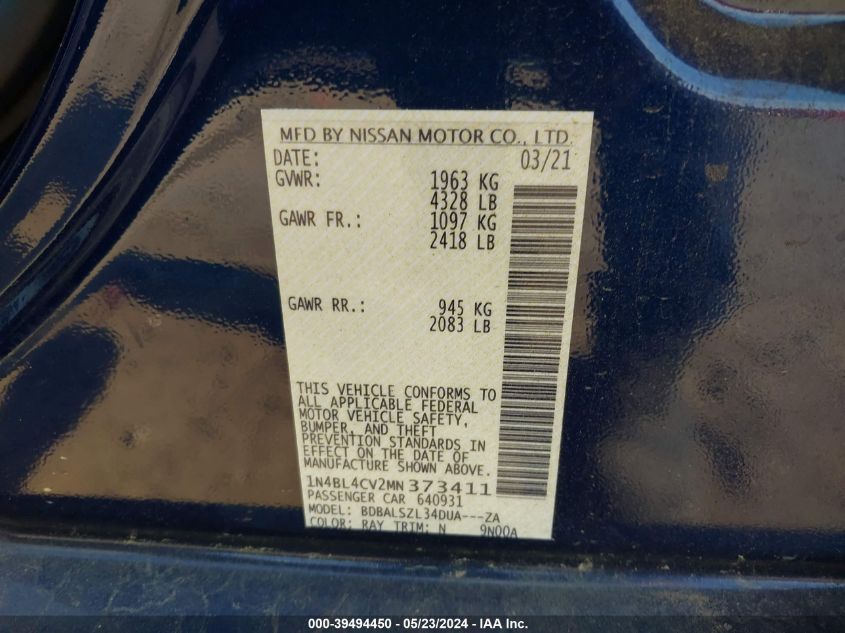 MFD BY NISSAN MOTOR CO., LTD.
DATE: 03/21
GVWR: 1963 KG
4328 LB
GAWR FR.: 1097 KG
2418 LB
GAWR RR.: 945 KG
2083 LB
THIS VEHICLE CONFORMS TO
ALL APPLICABLE FEDERAL
MOTOR VEHICLE SAFETY,
BUMPER, AND THEFT
PREVENTION STANDARDS IN
EFFECT ON THE DATE OF
MANUFACTURE SHOWN ABOVE.
1N4BL4CV2MN373411
PASSENGER CAR 640931
MODEL: BDBALSZL34DUA---ZA
COLOR: RAY TRIM: N 9N00A
000-39494450 - 05/23/2024 - IAA Inc.